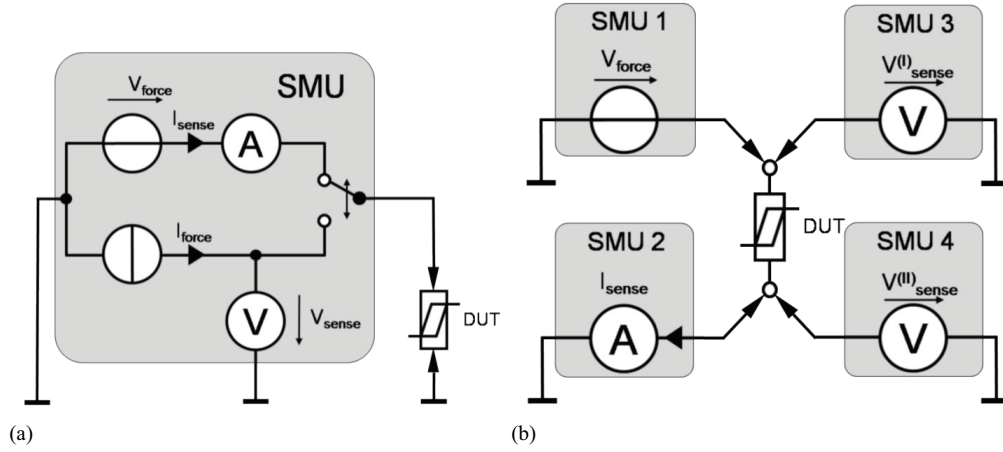 SMU
V_force
I_sense
A
I_force
V
V_sense
DUT
(a)
SMU 1
V_force
SMU 3
V^(I)_sense
V
DUT
SMU 2
I_sense
A
SMU 4
V^(II)_sense
V
(b)